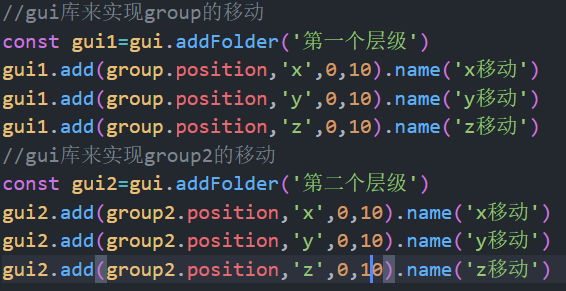 //gui库来实现group的移动
const gui1=gui.addFolder('第一个层级')
gui1.add(group.position,'x',0,10).name('x移动')
gui1.add(group.position,'y',0,10).name('y移动')
gui1.add(group.position,'z',0,10).name('z移动')
//gui库来实现group2的移动
const gui2=gui.addFolder('第二个层级')
gui2.add(group2.position,'x',0,10).name('x移动')
gui2.add(group2.position,'y',0,10).name('y移动')
gui2.add(group2.position,'z',0,10).name('z移动')